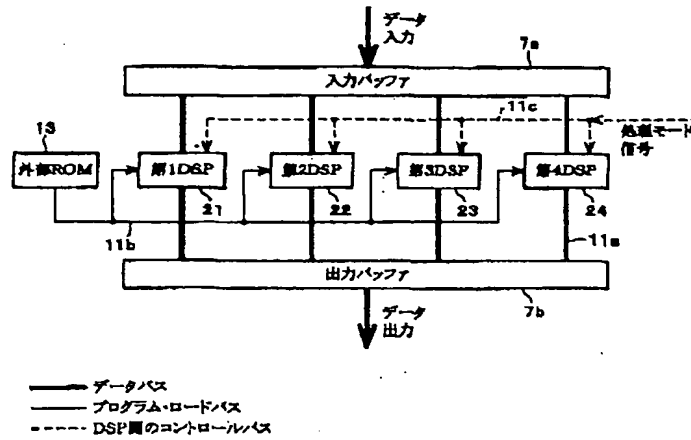 データ
入力
7a
入力バッファ
11c
処理モード
信号
13
外部ROM
第1DSP
第2DSP
第3DSP
第4DSP
21
22
23
24
11b
11a
出力バッファ
7b
データ
出力
データバス
プログラム・ロードバス
DSP間のコントロールバス